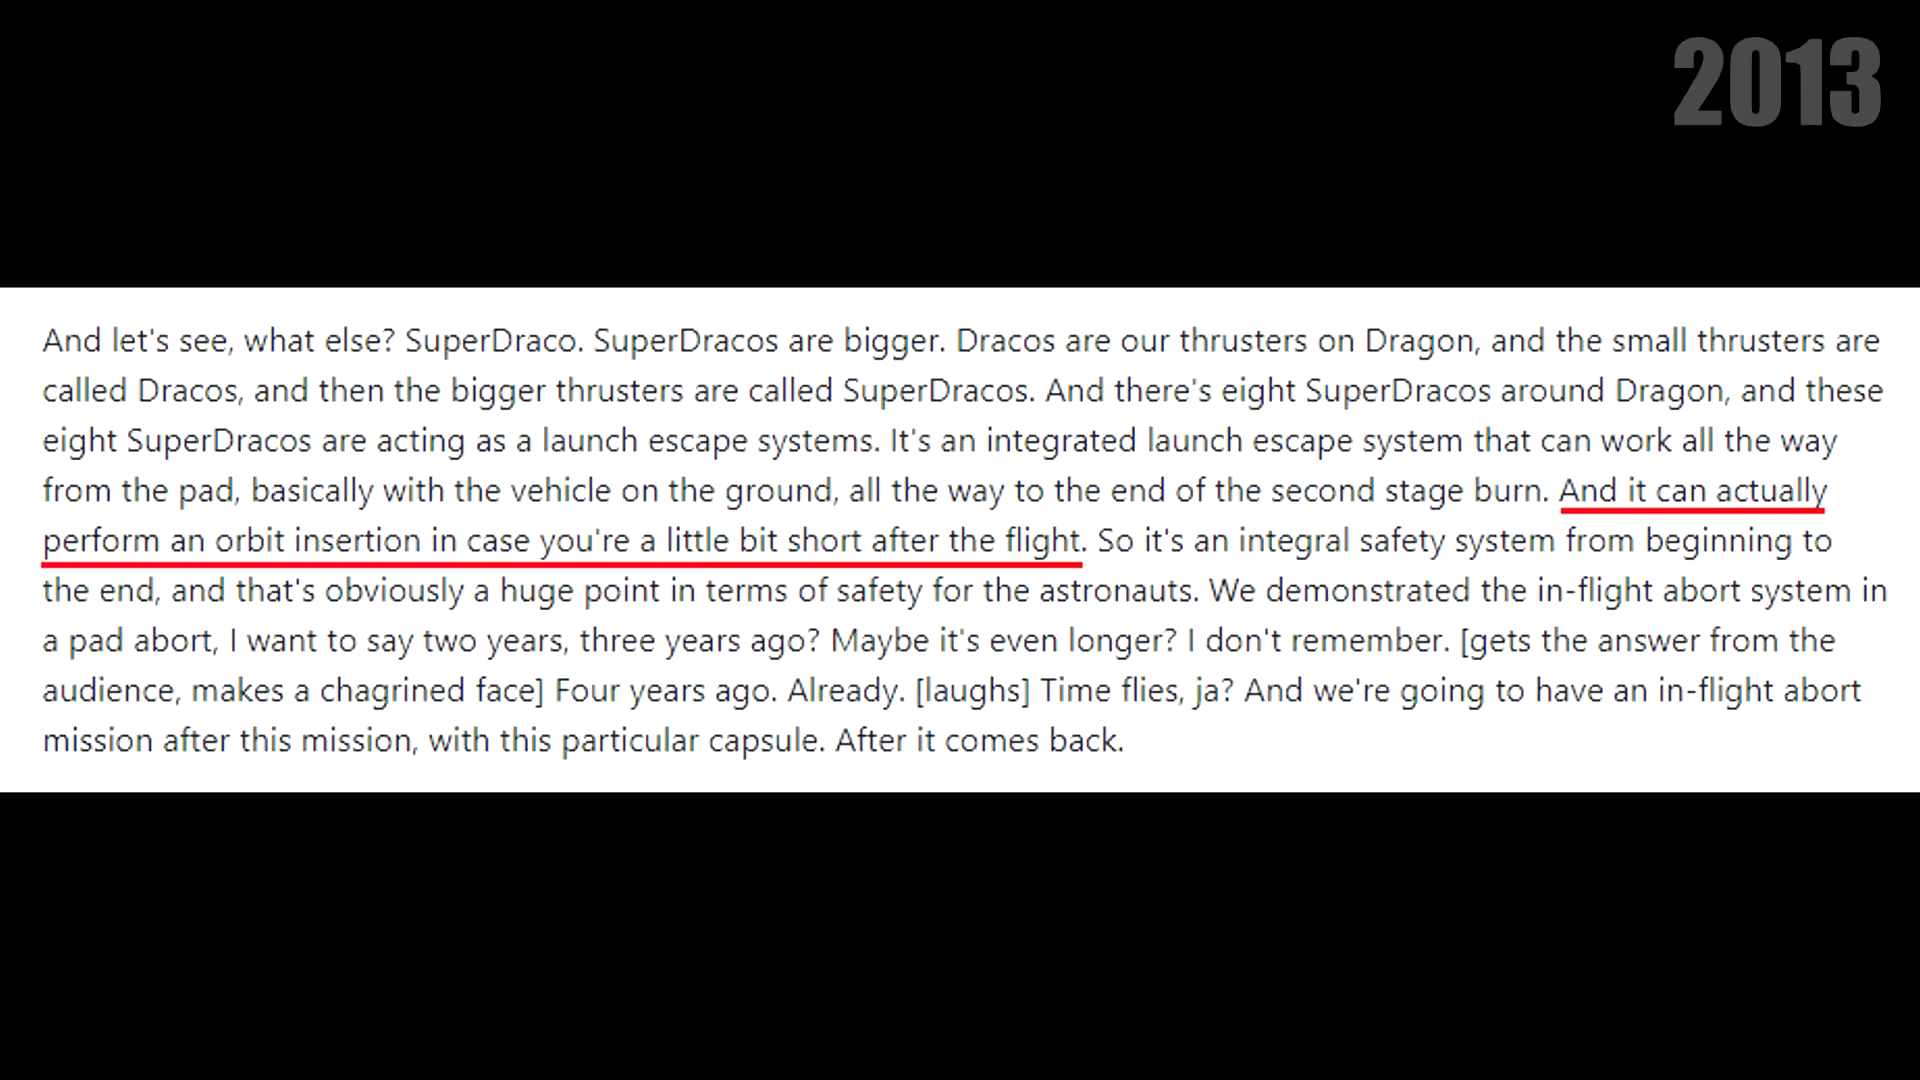 2013
And let's see, what else? SuperDraco. SuperDracos are bigger. Dracos are our thrusters on Dragon, and the small thrusters are
called Dracos, and then the bigger thrusters are called SuperDracos. And there's eight SuperDracos around Dragon, and these
eight SuperDracos are acting as a launch escape systems. It's an integrated launch escape system that can work all the way
from the pad, basically with the vehicle on the ground, all the way to the end of the second stage burn. And it can actually
perform an orbit insertion in case you're a little bit short after the flight. So it's an integral safety system from beginning to
the end, and that's obviously a huge point in terms of safety for the astronauts. We demonstrated the in-flight abort system in
a pad abort, I want to say two years, three years ago? Maybe it's even longer? I don't remember. [gets the answer from the
audience, makes a chagrined face] Four years ago. Already. [laughs] Time flies, ja? And we're going to have an in-flight abort
mission after this mission, with this particular capsule. After it comes back.